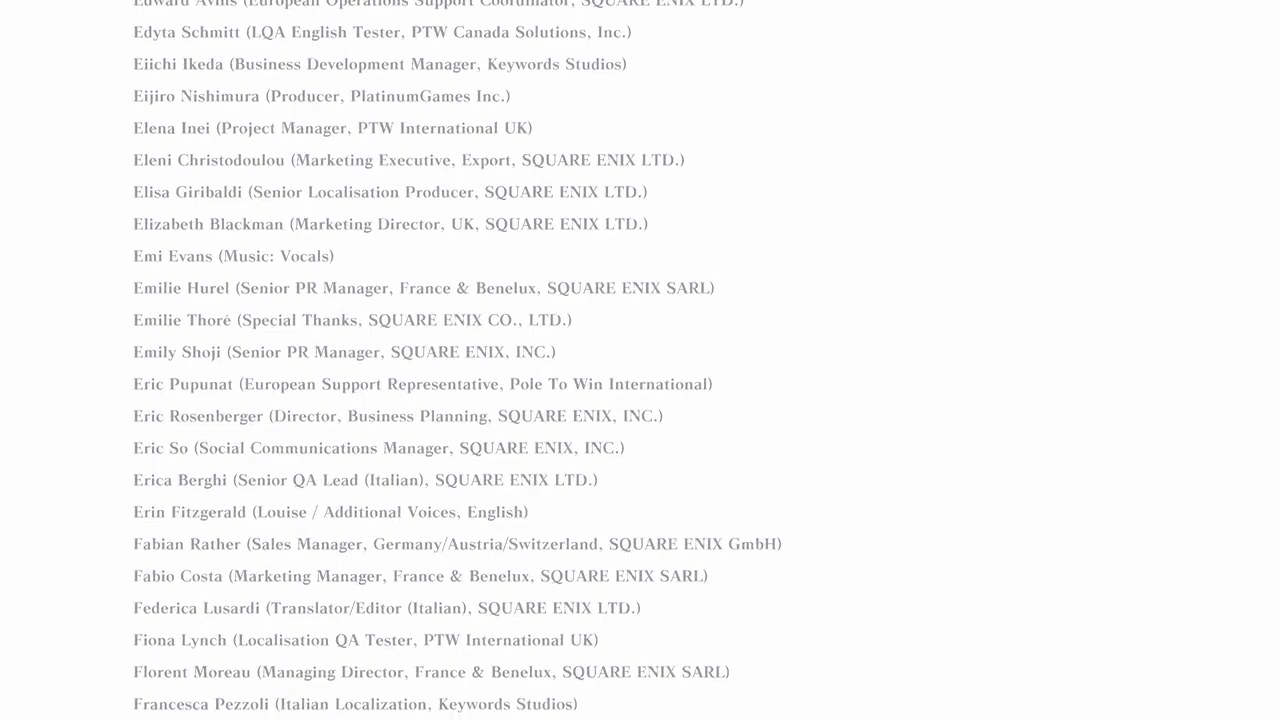 Edward Avilis (European Operations Support Coordinator, SQUARE ENIX LTD.)
Edyta Schmitt (LQA English Tester, PTW Canada Solutions, Inc.)
Eiichi Ikeda (Business Development Manager, Keywords Studios)
Eijiro Nishimura (Producer, PlatinumGames Inc.)
Elena Inei (Project Manager, PTW International UK)
Eleni Christodoulou (Marketing Executive, Export, SQUARE ENIX LTD.)
Elisa Giribaldi (Senior Localisation Producer, SQUARE ENIX LTD.)
Elizabeth Blackman (Marketing Director, UK, SQUARE ENIX LTD.)
Emi Evans (Music: Vocals)
Emilie Hurel (Senior PR Manager, France & Benelux, SQUARE ENIX SARL)
Emilie Thoré (Special Thanks, SQUARE ENIX CO., LTD.)
Emily Shoji (Senior PR Manager, SQUARE ENIX, INC.)
Eric Pupunat (European Support Representative, Pole To Win International)
Eric Rosenberger (Director, Business Planning, SQUARE ENIX, INC.)
Eric So (Social Communications Manager, SQUARE ENIX, INC.)
Erica Berghi (Senior QA Lead (Italian), SQUARE ENIX LTD.)
Erin Fitzgerald (Louise / Additional Voices, English)
Fabian Rather (Sales Manager, Germany/Austria/Switzerland, SQUARE ENIX GmbH)
Fabio Costa (Marketing Manager, France & Benelux, SQUARE ENIX SARL)
Federica Lusardi (Translator/Editor (Italian), SQUARE ENIX LTD.)
Fiona Lynch (Localisation QA Tester, PTW International UK)
Florent Moreau (Managing Director, France & Benelux, SQUARE ENIX SARL)
Francesca Pezzoli (Italian Localization, Keywords Studios)